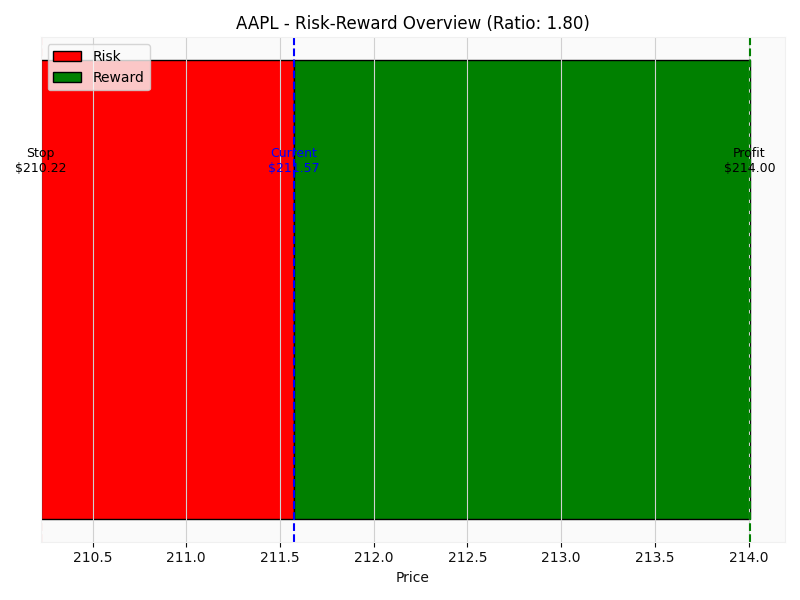 AAPL - Risk-Reward Overview (Ratio: 1.80)
Risk
Reward
Stop
$210.22
Current
$211.57
Profit
$214.00
210.5 211.0 211.5 212.0 212.5 213.0 213.5 214.0
Price